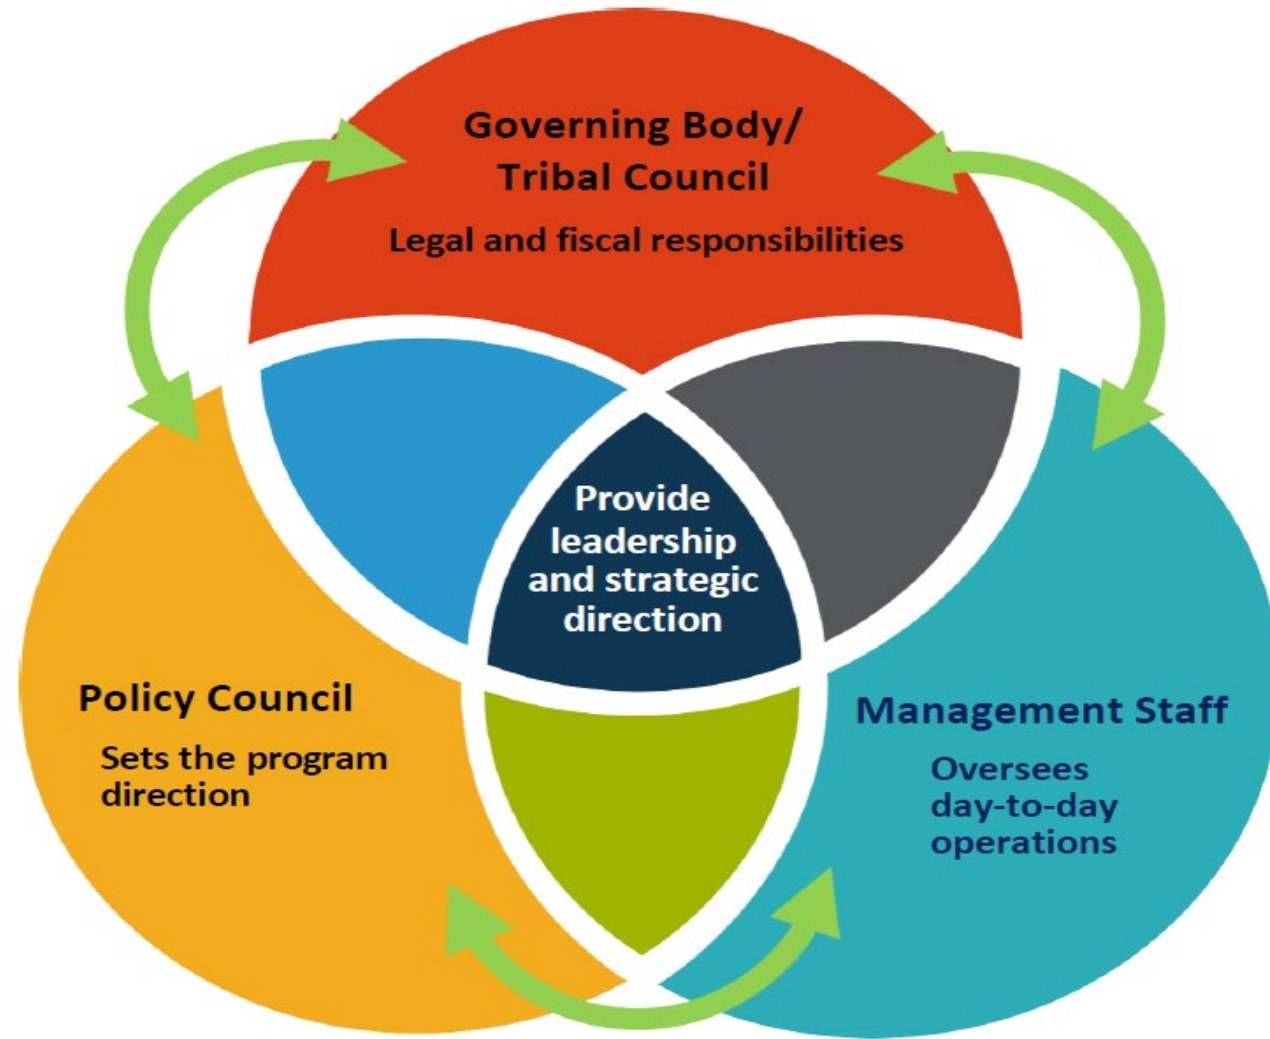 Governing Body/
Tribal Council
Legal and fiscal responsibilities
Provide
leadership
and strategic
direction
Policy Council
Sets the program
direction
Management Staff
Oversees
day-to-day
operations